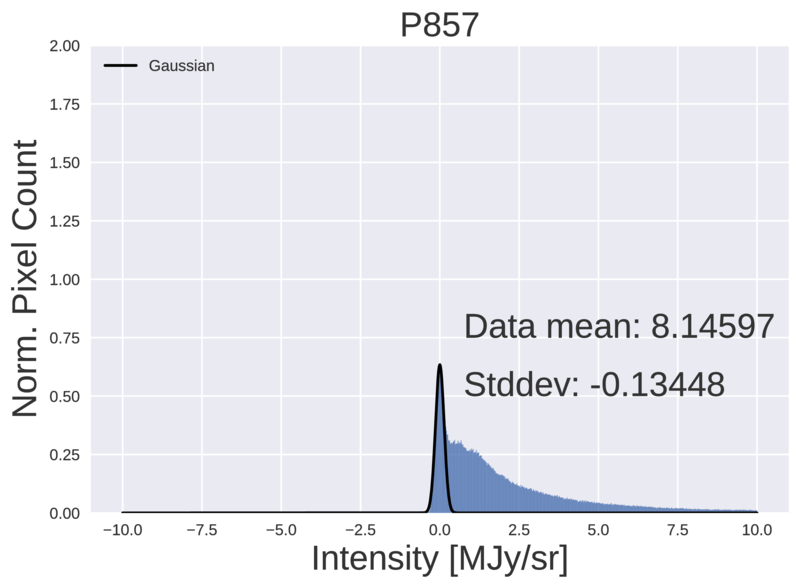 P857
Gaussian
2.00
1.75
1.50
1.25
1.00
0.75
0.50
0.25
0.00
Norm. Pixel Count
Data mean: 8.14597
Stddev: -0.13448
−10.0 −7.5 −5.0 −2.5 0.0 2.5 5.0 7.5 10.0
Intensity [MJy/sr]